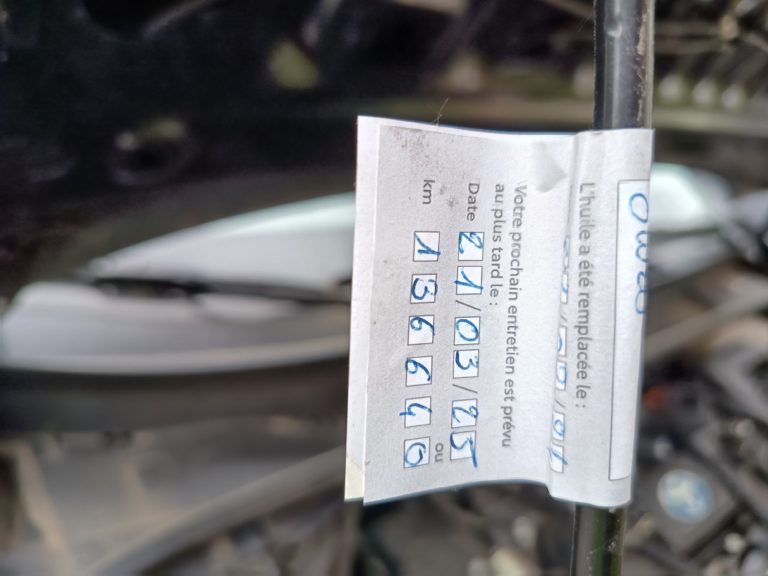 0W20
L'huile a été remplacée le :
Votre prochain entretien est prévu
au plus tard le :
Date 21/03/25 ou
km 136640